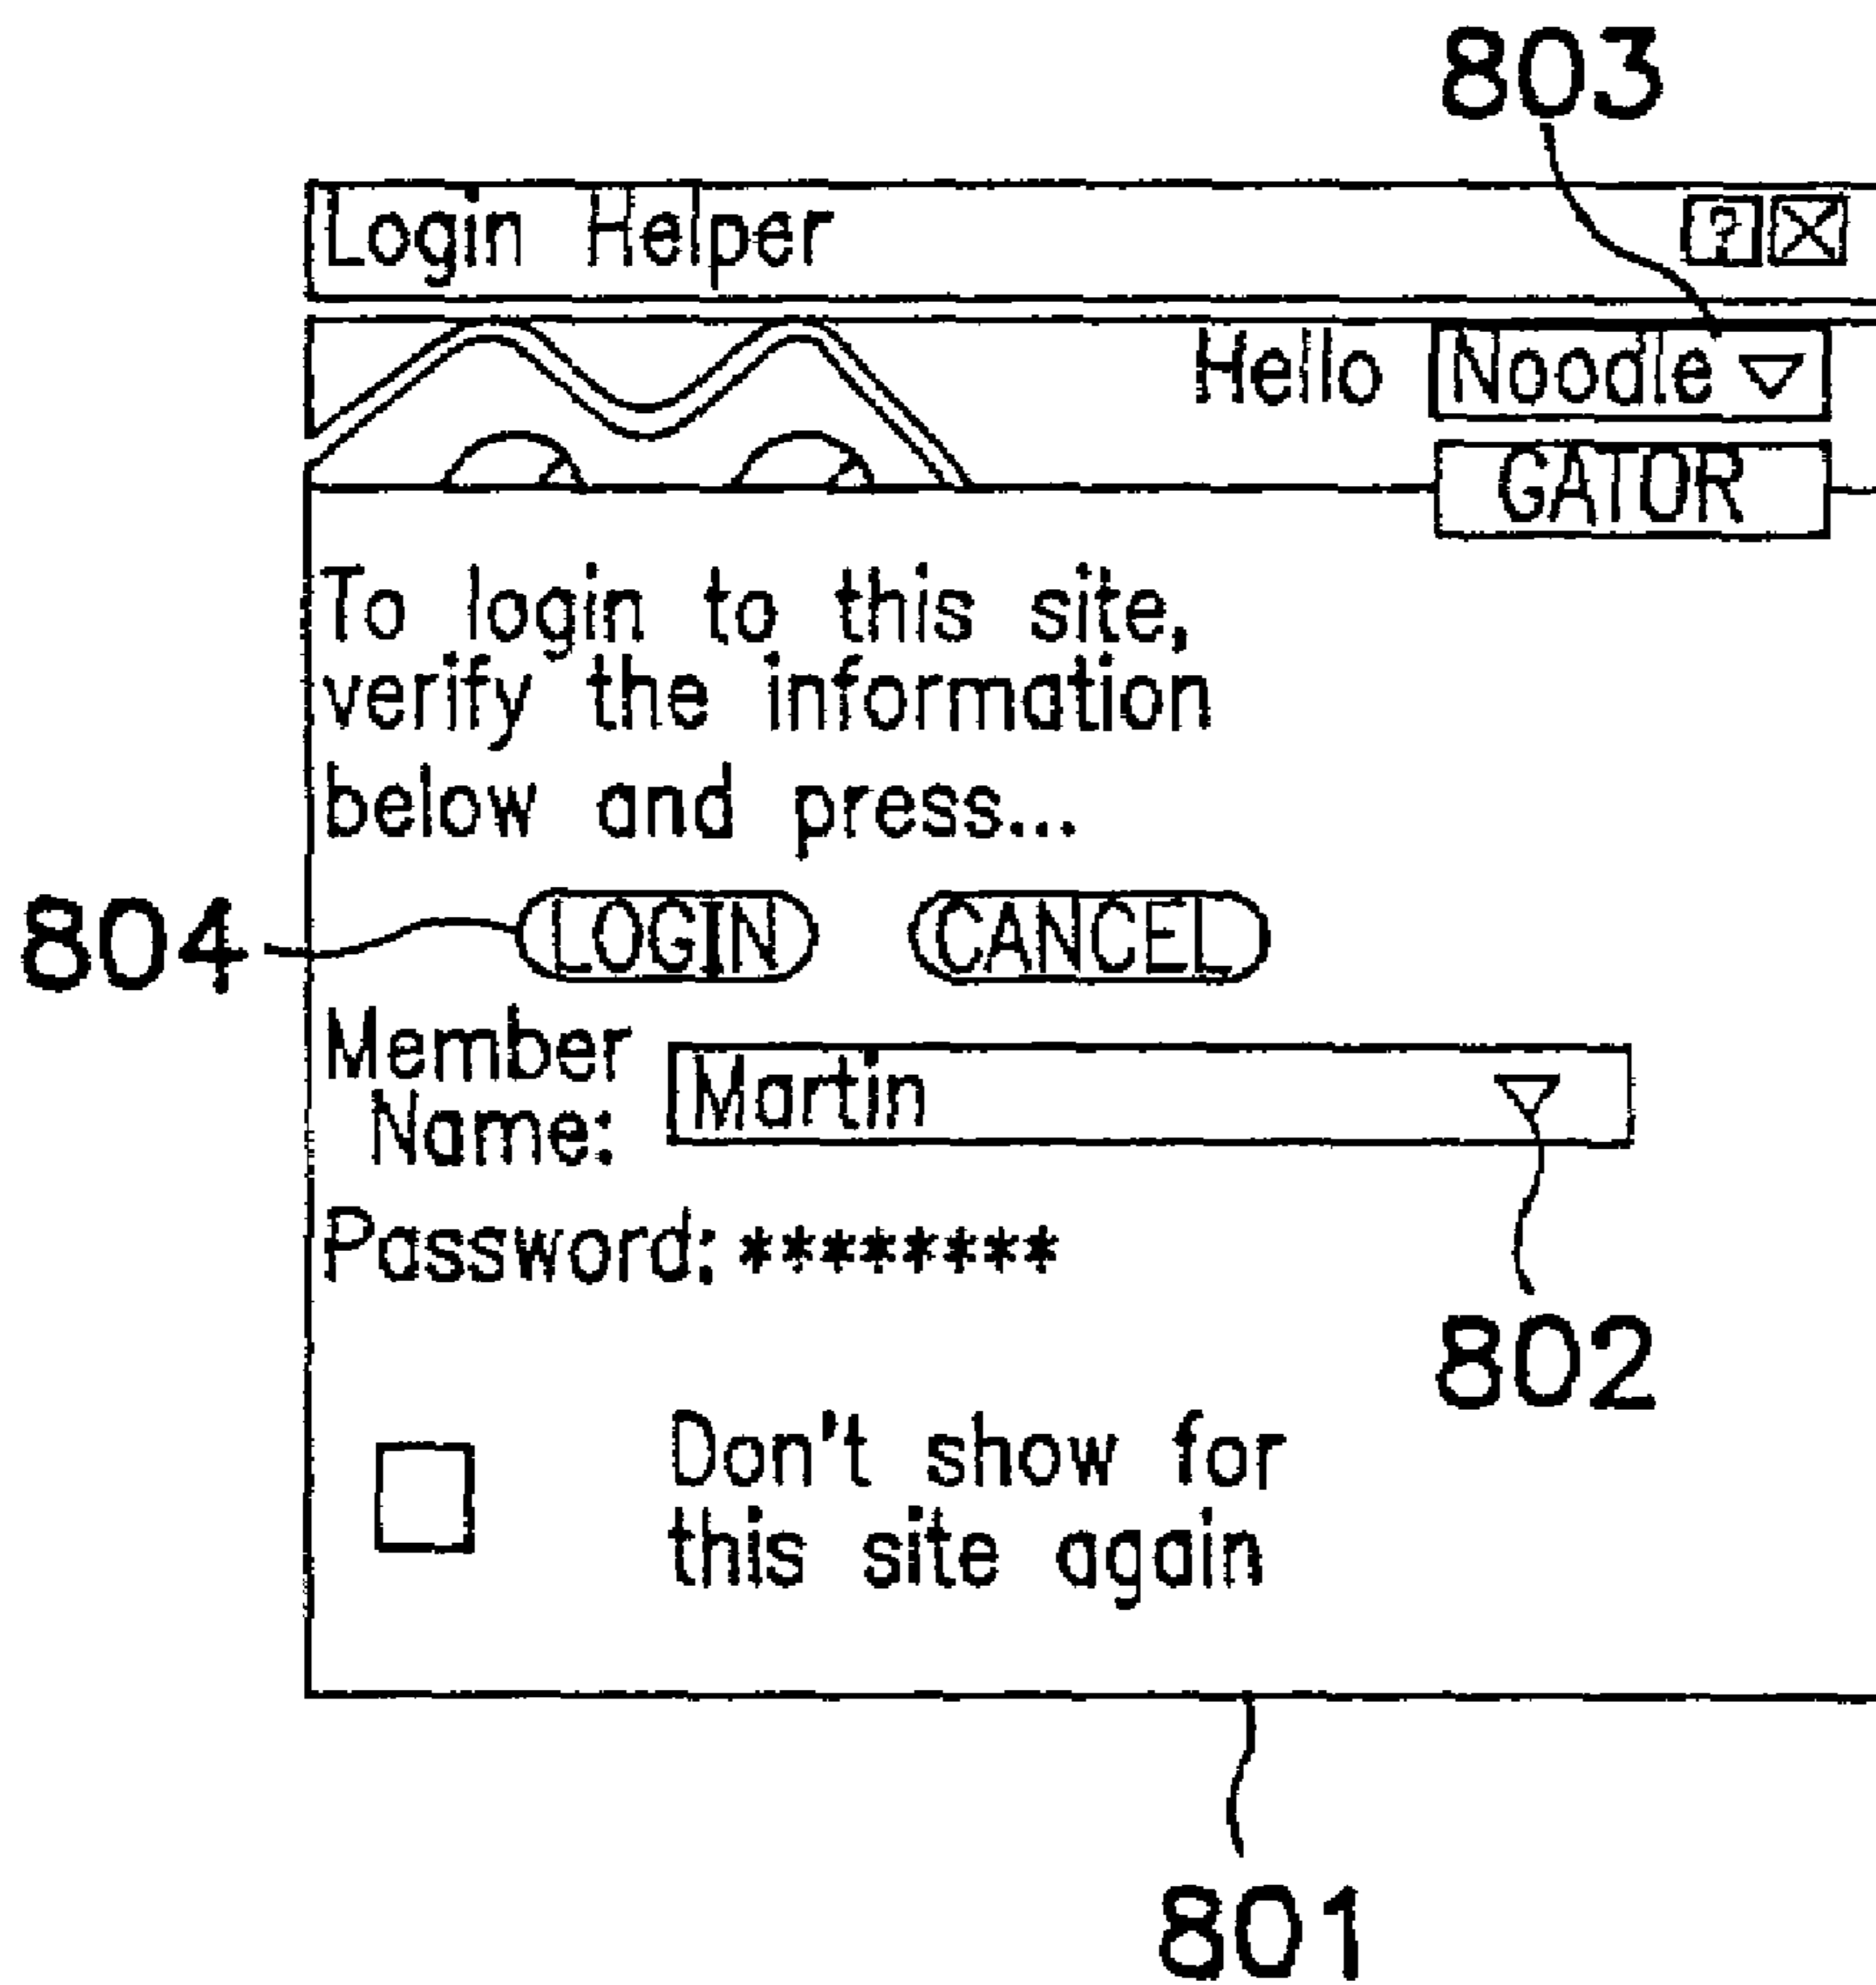 803
Login Helper ?
Hello Noodle
GATOR
To login to this site,
verify the information
below and press...
804
LOGIN CANCEL
Member
Name:
Martin
Password: ********
802
Don't show for
this site again
801